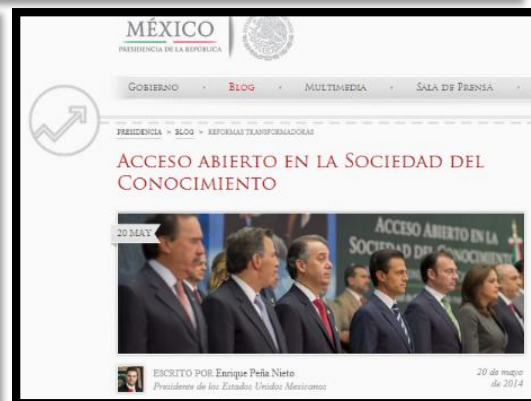 MÉXICO
PRESIDENCIA DE LA REPÚBLICA
GOBIERNO · BLOG · MULTIMEDIA · SALA DE PRENSA ·
PRESIDENCIA > BLOG > REFORMAS TRANSFORMADORAS
ACCESO ABIERTO EN LA SOCIEDAD DEL
CONOCIMIENTO
20 MAY
ACCESO ABIERTO EN LA
SOCIEDAD DEL CONOCIMIENTO
ESCRITO POR Enrique Peña Nieto
Presidente de los Estados Unidos Mexicanos
20 de mayo
de 2014